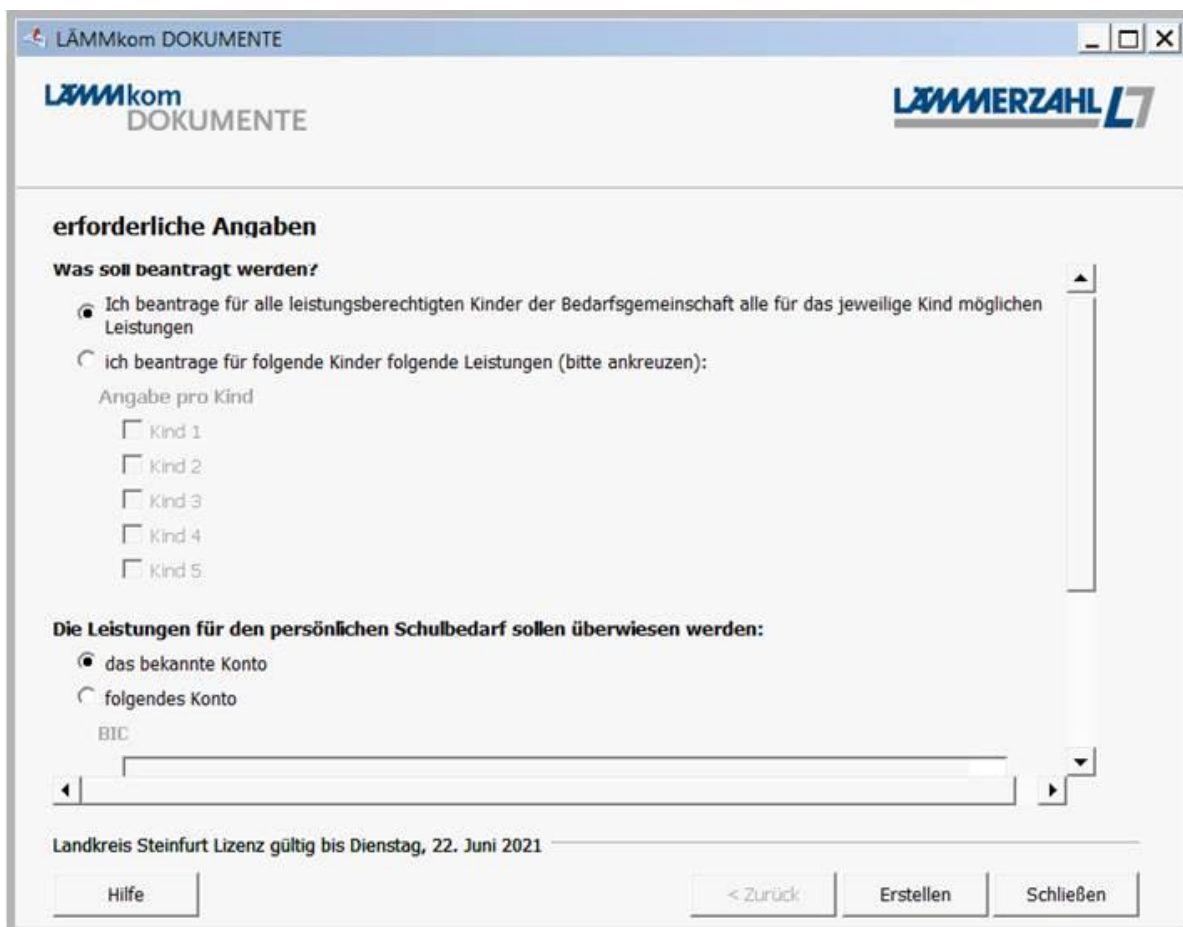 LÄMMkom DOKUMENTE
LÄMMkom
DOKUMENTE
LÄMMERZAHL
erforderliche Angaben
Was soll beantragt werden?
Ich beantrage für alle leistungsberechtigten Kinder der Bedarfsgemeinschaft alle für das jeweilige Kind möglichen
Leistungen
ich beantrage für folgende Kinder folgende Leistungen (bitte ankreuzen):
Angabe pro Kind
Kind 1
Kind 2
Kind 3
Kind 4
Kind 5
Die Leistungen für den persönlichen Schulbedarf sollen überwiesen werden:
das bekannte Konto
folgendes Konto
BIC
Landkreis Steinfurt Lizenz gültig bis Dienstag, 22. Juni 2021
Hilfe
< Zurück
Erstellen
Schließen